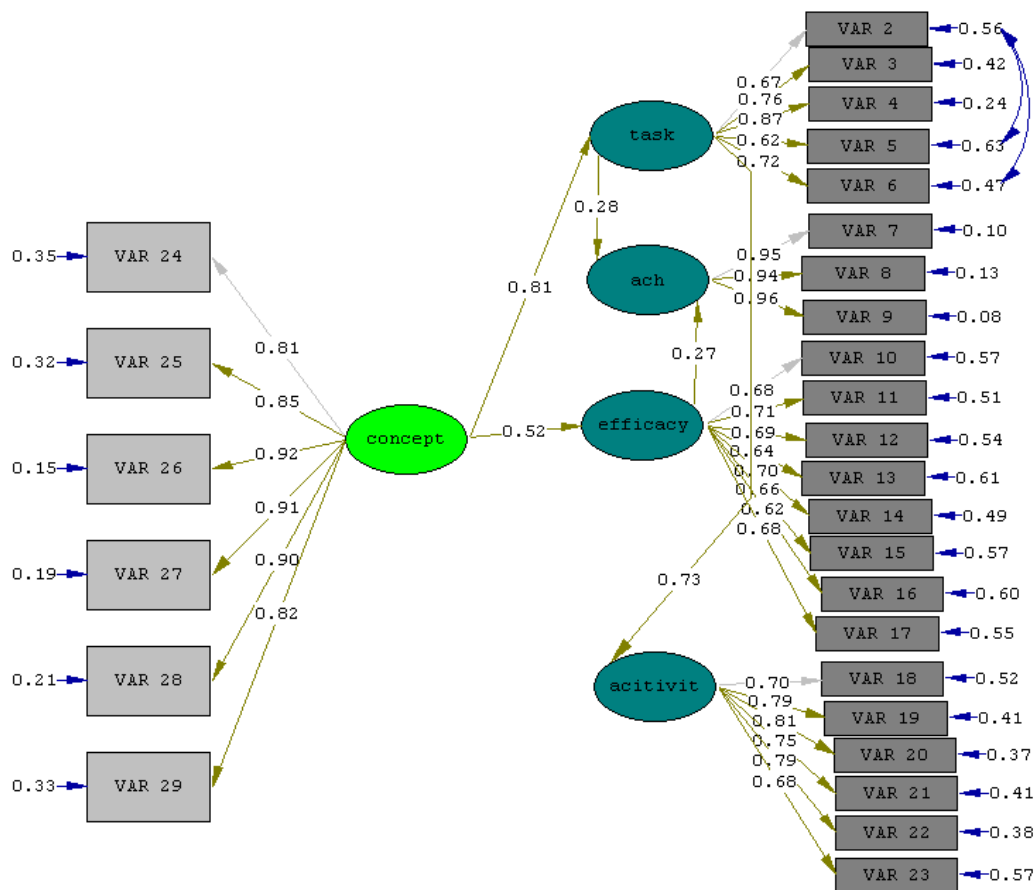 VAR 2
0.56
VAR 3
0.42
0.67
0.76
VAR 4
0.24
0.87
task
0.62
VAR 5
0.63
0.72
VAR 6
0.47
0.28
VAR 7
0.10
VAR 24
0.35
0.95
VAR 8
0.13
0.94
ach
0.81
0.96
VAR 9
0.08
0.81
VAR 10
0.57
VAR 25
0.32
0.27
0.68
VAR 11
0.51
0.85
0.71
concept
0.52
efficacy
0.69
VAR 12
0.54
0.92
0.64
VAR 26
0.15
0.70
VAR 13
0.61
0.66
0.91
0.62
VAR 14
0.49
0.68
VAR 15
0.57
0.90
VAR 27
0.19
0.73
VAR 16
0.60
0.82
VAR 17
0.55
VAR 28
0.21
acitivit
0.70
VAR 18
0.52
0.79
VAR 19
0.41
0.81
0.75
VAR 20
0.37
0.79
VAR 29
0.33
0.68
VAR 21
0.41
VAR 22
0.38
VAR 23
0.57